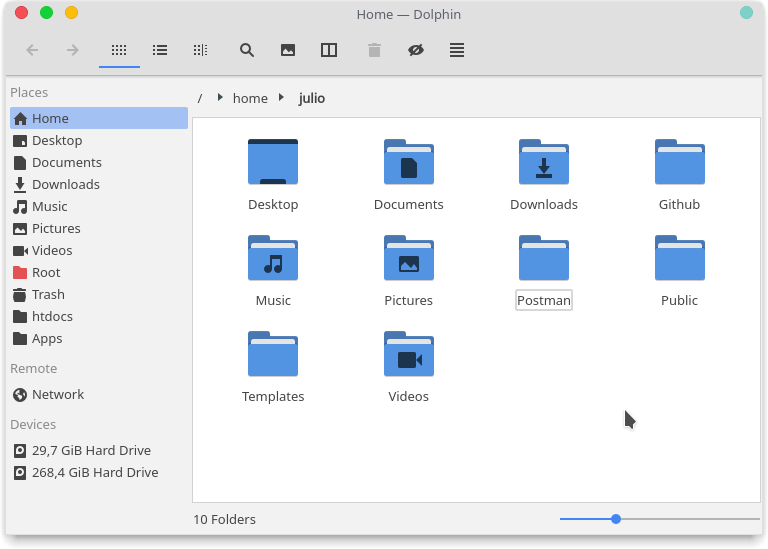 Home — Dolphin
Places
Home
Desktop
Documents
Downloads
Music
Pictures
Videos
Root
Trash
htdocs
Apps
Remote
Network
Devices
29,7 GiB Hard Drive
268,4 GiB Hard Drive
/ home julio
Desktop Documents Downloads Github
Music Pictures Postman Public
Templates Videos
10 Folders